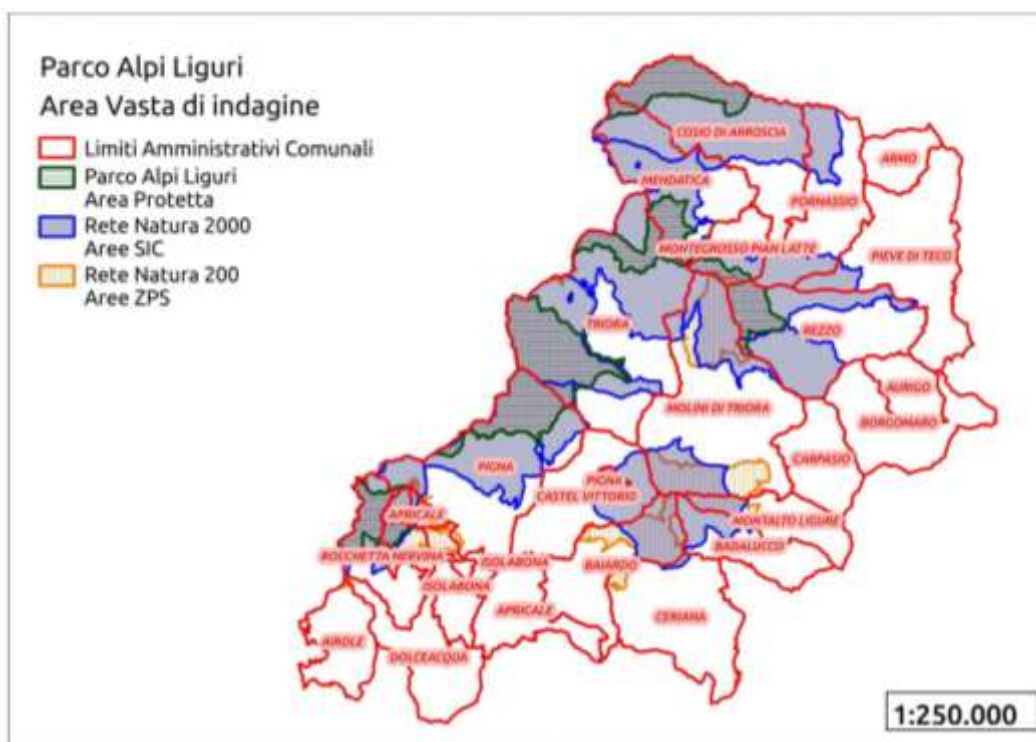 Parco Alpi Liguri
Area Vasta di indagine
Limiti Amministrativi Comunali
Parco Alpi Liguri
Area Protetta
Rete Natura 2000
Aree SIC
Rete Natura 200
Aree ZPS
COSIO DI ARROSCIA
ARMO
MENDATICA
PORNASSIO
MONTEGROSSO PIAN LATTE
PIEVE DI TECO
TRIORA
REZZO
AURIGO
MOLINI DI TRIORA
BORGOMARO
CARPASIO
PIGNA
PIGNA
CASTEL VITTORIO
APRICALE
MONTALTO LIGURE
BADALUCCO
ROCCHETTA NERVINA
ISOLABONA
BAIARDO
ISOLABONA
APRICALE
CERIANA
AIROLE
DOLCEACQUA
1:250.000